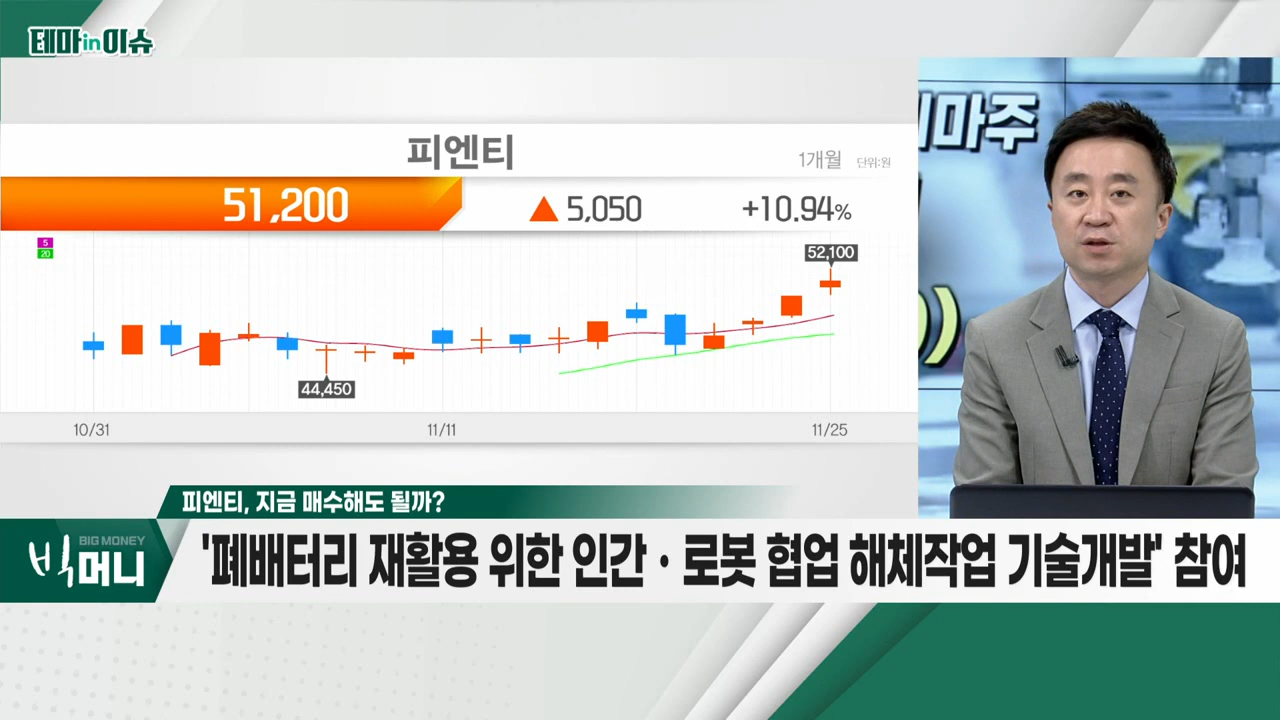 테마in이슈
피엔티
1개월 단위:원
51,200 ▲ 5,050 +10.94%
5
20
52,100
44,450
10/31 11/11 11/25
마주
)
피엔티, 지금 매수해도 될까?
BIG MONEY
빅머니
'폐배터리 재활용 위한 인간·로봇 협업 해체작업 기술개발' 참여